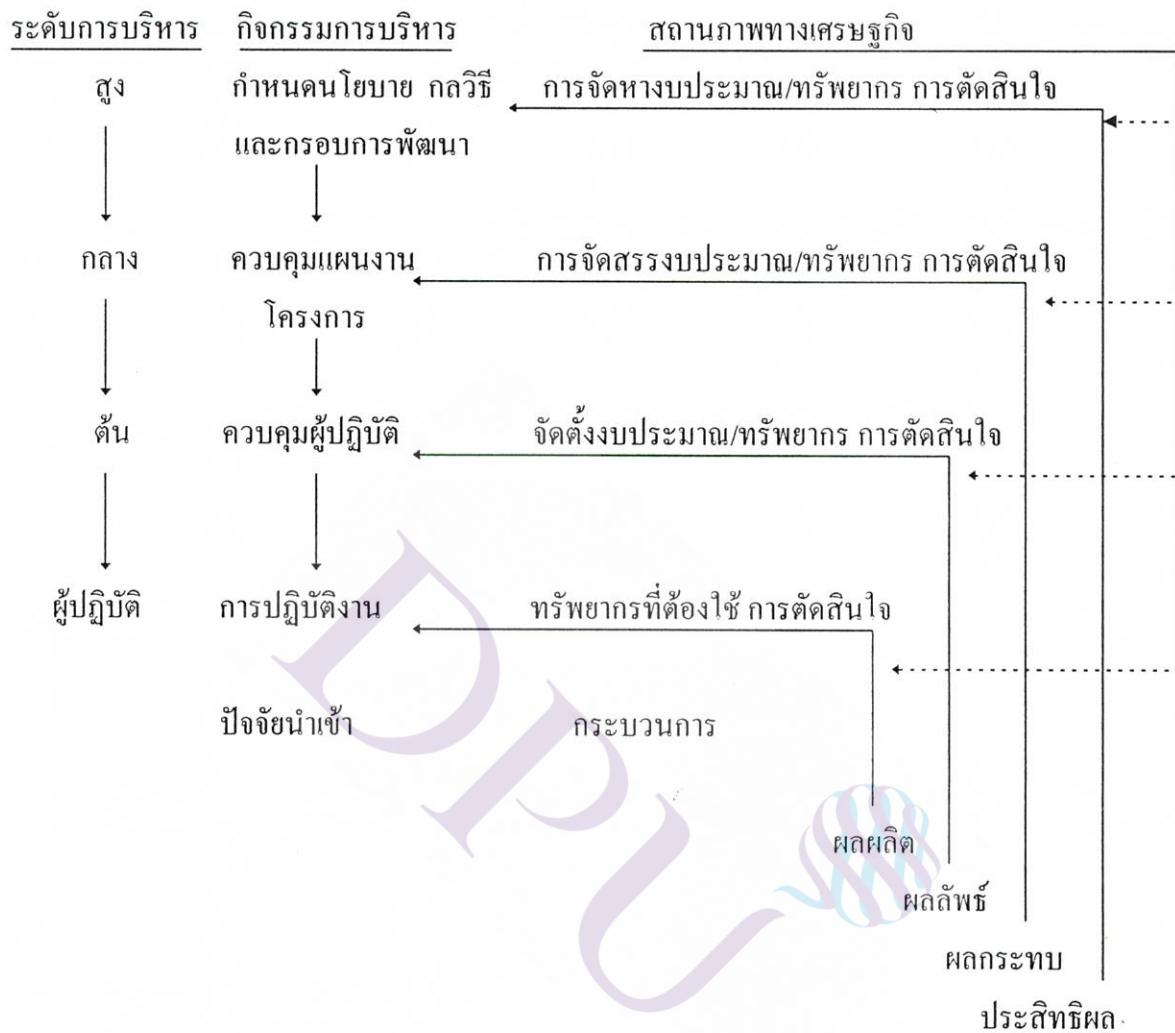 ระดับการบริหาร กิจกรรมการบริหาร สถานภาพทางเศรษฐกิจ
สูง กำหนดนโยบาย กลวิธี การจัดหางบประมาณ/ทรัพยากร การตัดสินใจ
และกรอบการพัฒนา
กลาง ควบคุมแผนงาน การจัดสรรงบประมาณ/ทรัพยากร การตัดสินใจ
โครงการ
ต้น ควบคุมผู้ปฏิบัติ จัดตั้งงบประมาณ/ทรัพยากร การตัดสินใจ
ผู้ปฏิบัติ การปฏิบัติงาน ทรัพยากรที่ต้องใช้ การตัดสินใจ
ปัจจัยนำเข้า กระบวนการ
ผลผลิต
ผลลัพธ์
ผลกระทบ
ประสิทธิผล
DPU